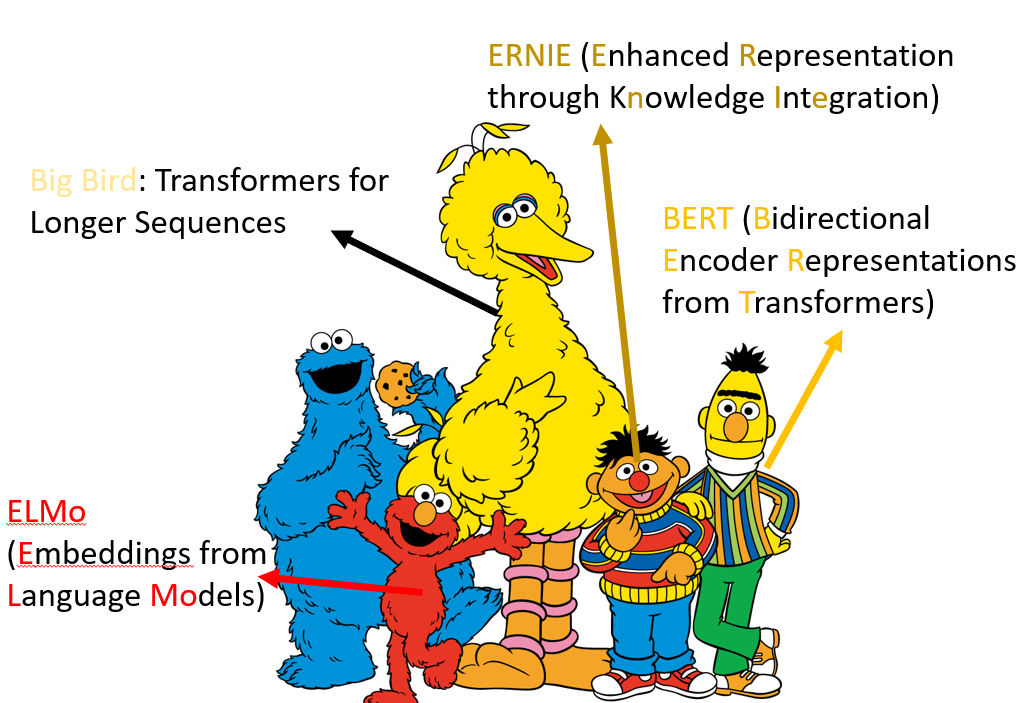 ERNIE (Enhanced Representation
through Knowledge Integration)
Big Bird: Transformers for
Longer Sequences
BERT (Bidirectional
Encoder Representations
from Transformers)
ELMo
(Embeddings from
Language Models)